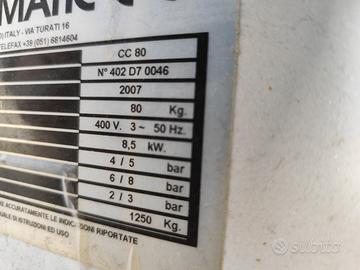 O) ITALY - VIA TURATI 16
TELEFAX +39 (051) 6814604
CC 80
N° 402 D7 0046
2007
80 Kg.
400 V. 3 ~ 50 Hz.
8,5 kW.
4 / 5 bar
6 / 8 bar
2 / 3 bar
1250 Kg.
RE ACCURATAMENTE LE INDICAZIONI RIPORTATE
UALE DI ISTRUZIONI ED USO
subito